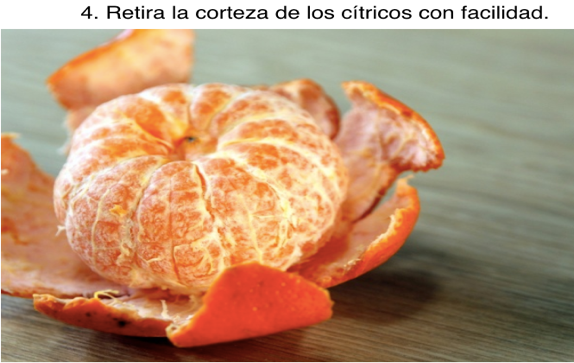 4. Retira la corteza de los cítricos con facilidad.